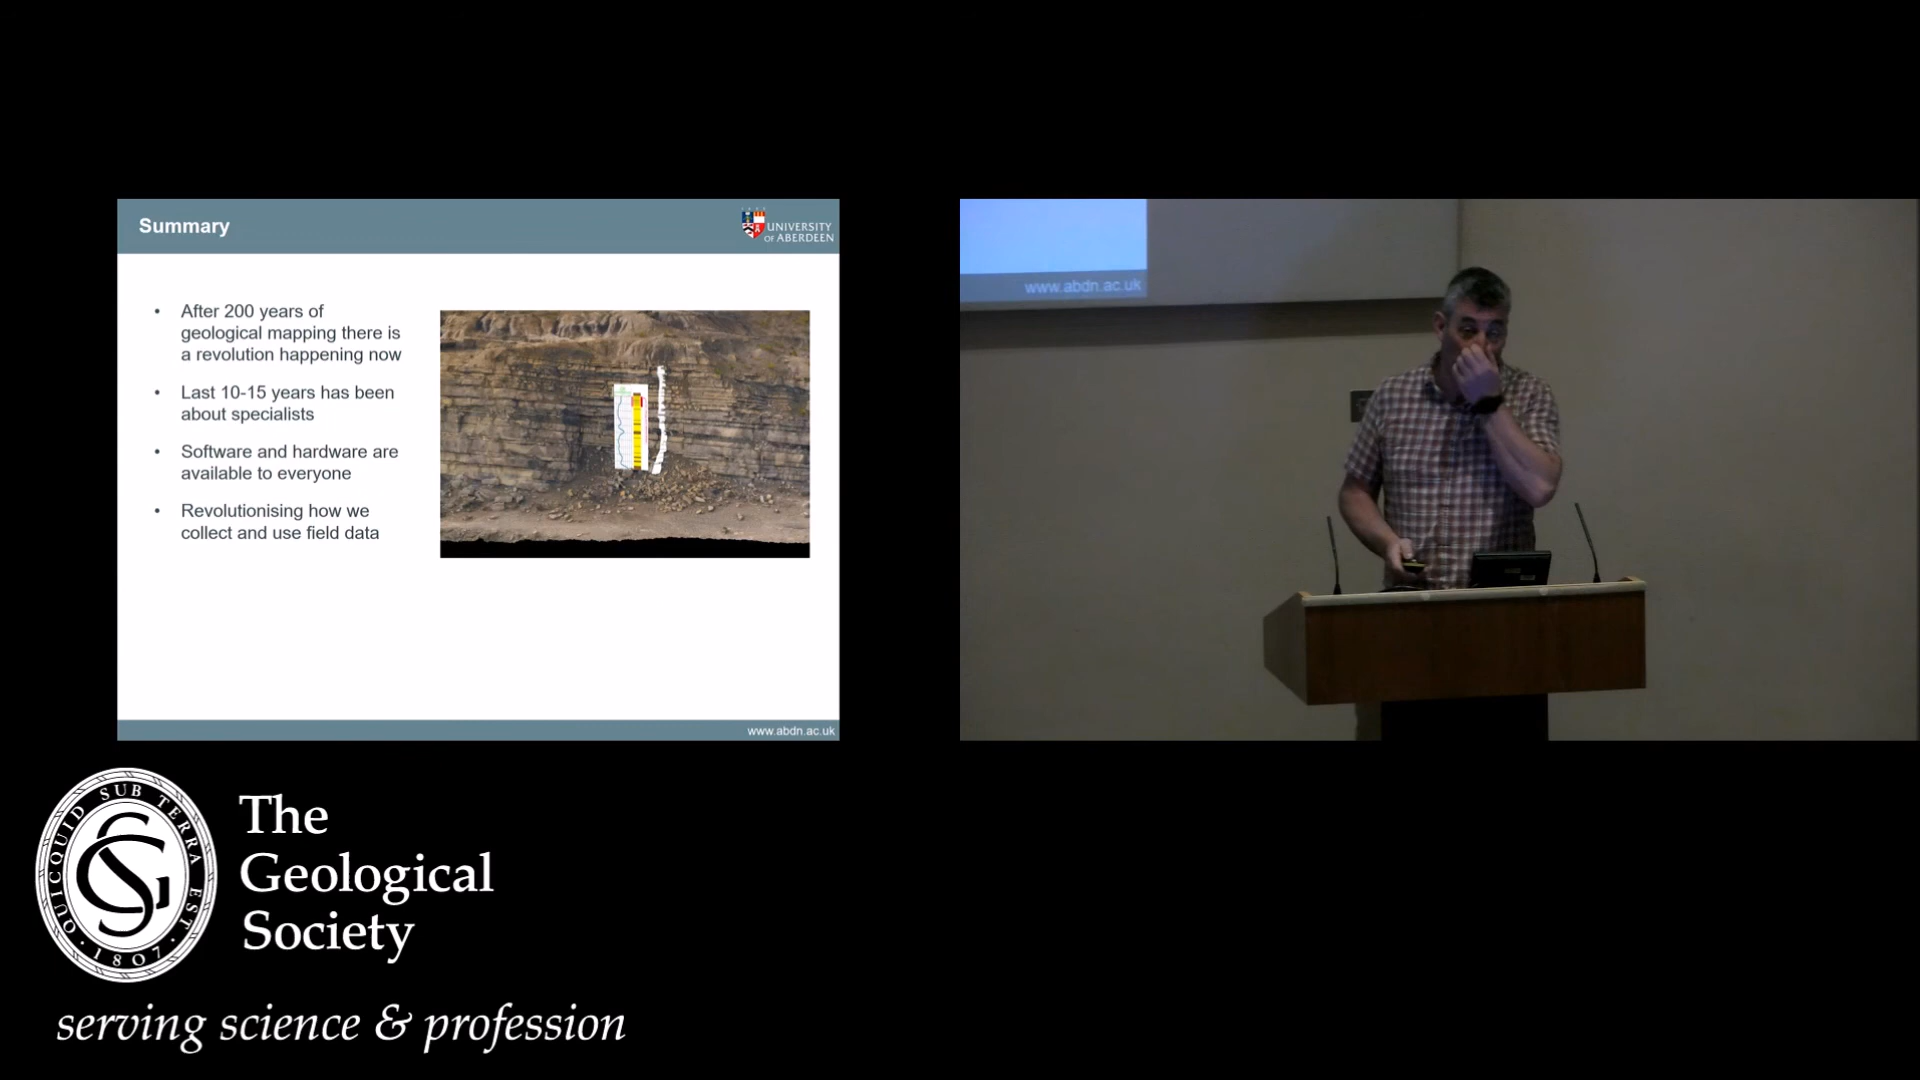 Summary
UNIVERSITY
OF ABERDEEN
• After 200 years of
geological mapping there is
a revolution happening now
• Last 10-15 years has been
about specialists
• Software and hardware are
available to everyone
• Revolutionising how we
collect and use field data
www.abdn.ac.uk
www.abdn.ac.uk
QUICQUID SUB TERRA EST
· 1807 ·
GS
The
Geological
Society
serving science & profession